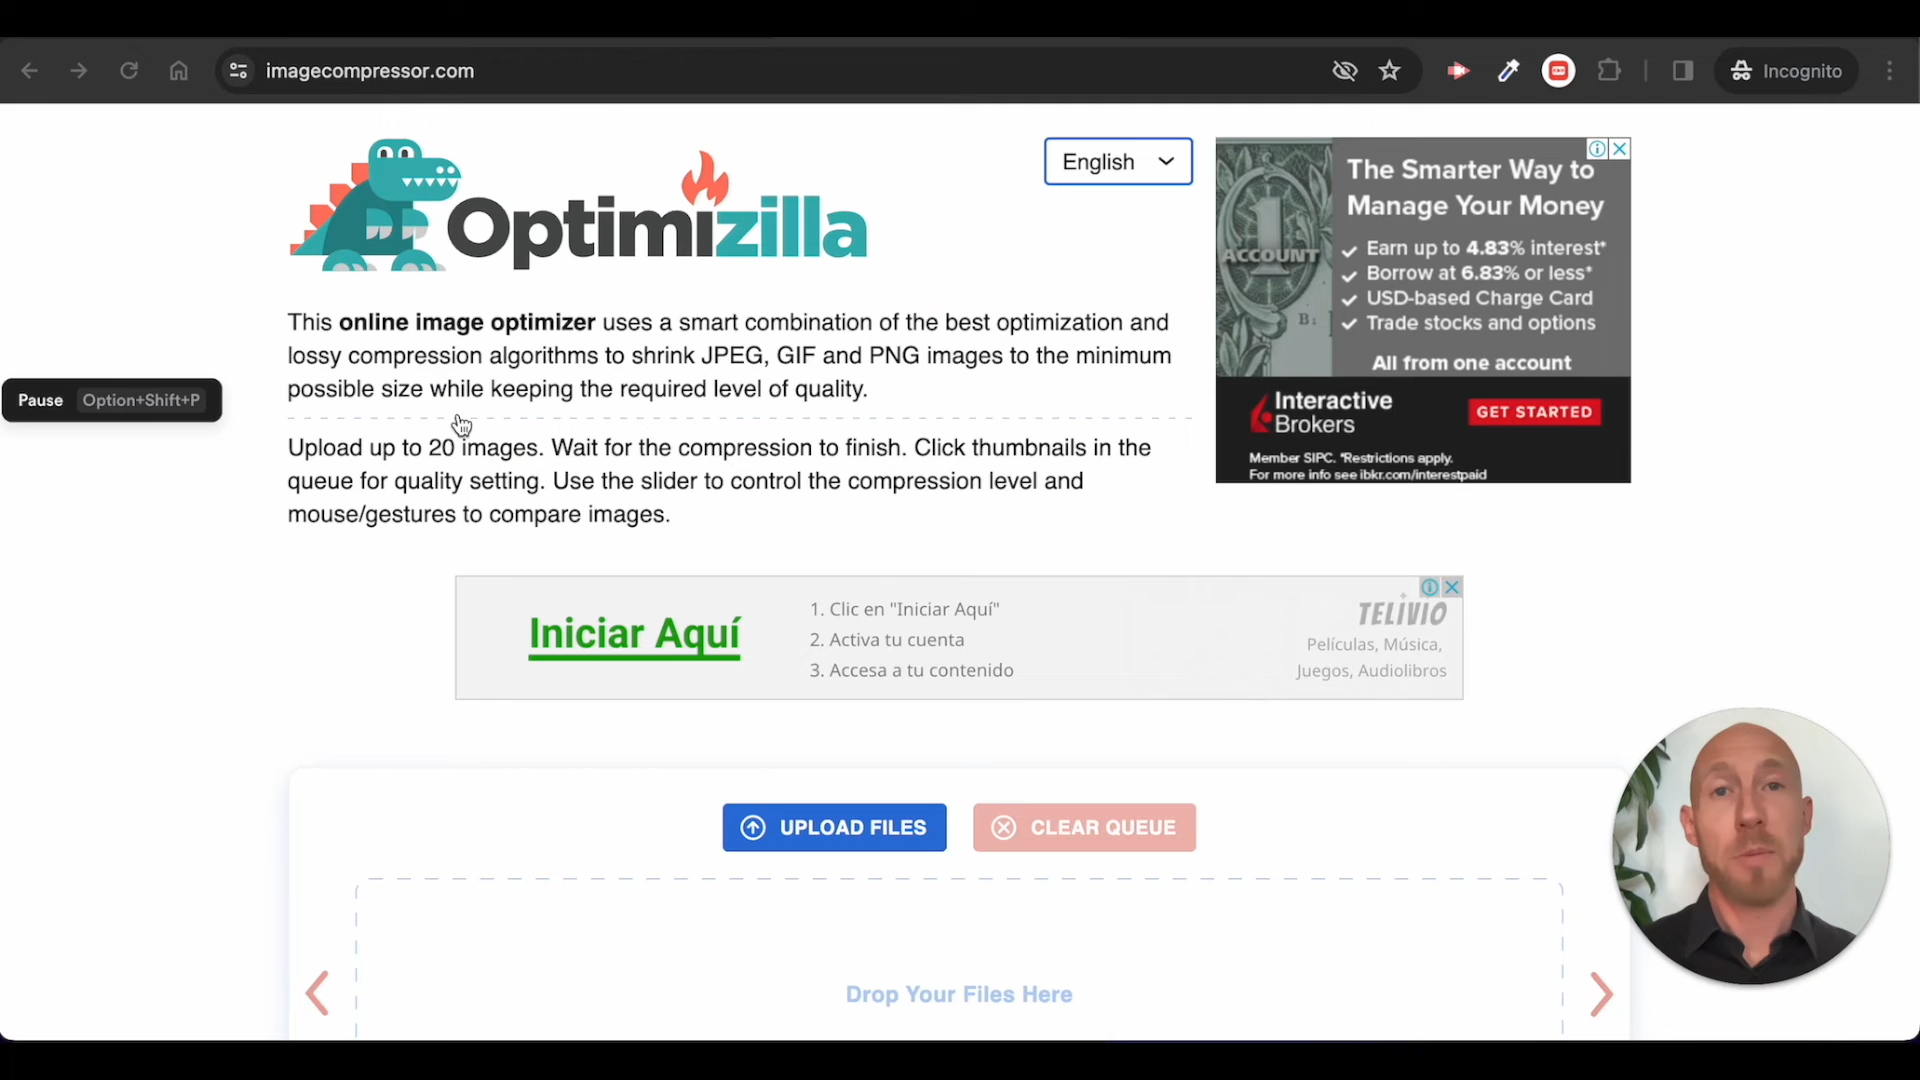 imagecompressor.com
Incognito
Optimizilla
English
This online image optimizer uses a smart combination of the best optimization and
lossy compression algorithms to shrink JPEG, GIF and PNG images to the minimum
possible size while keeping the required level of quality.
Upload up to 20 images. Wait for the compression to finish. Click thumbnails in the
queue for quality setting. Use the slider to control the compression level and
mouse/gestures to compare images.
Pause Option+Shift+P
The Smarter Way to
Manage Your Money
Earn up to 4.83% interest*
Borrow at 6.83% or less*
USD-based Charge Card
Trade stocks and options
All from one account
1
ACCOUNT
B
Interactive
Brokers
GET STARTED
Member SIPC. *Restrictions apply.
For more info see ibkr.com/interestpaid
Iniciar Aquí
1. Clic en "Iniciar Aquí"
2. Activa tu cuenta
3. Accesa a tu contenido
TELIVIO
Películas, Música,
Juegos, Audiolibros
UPLOAD FILES
CLEAR QUEUE
Drop Your Files Here